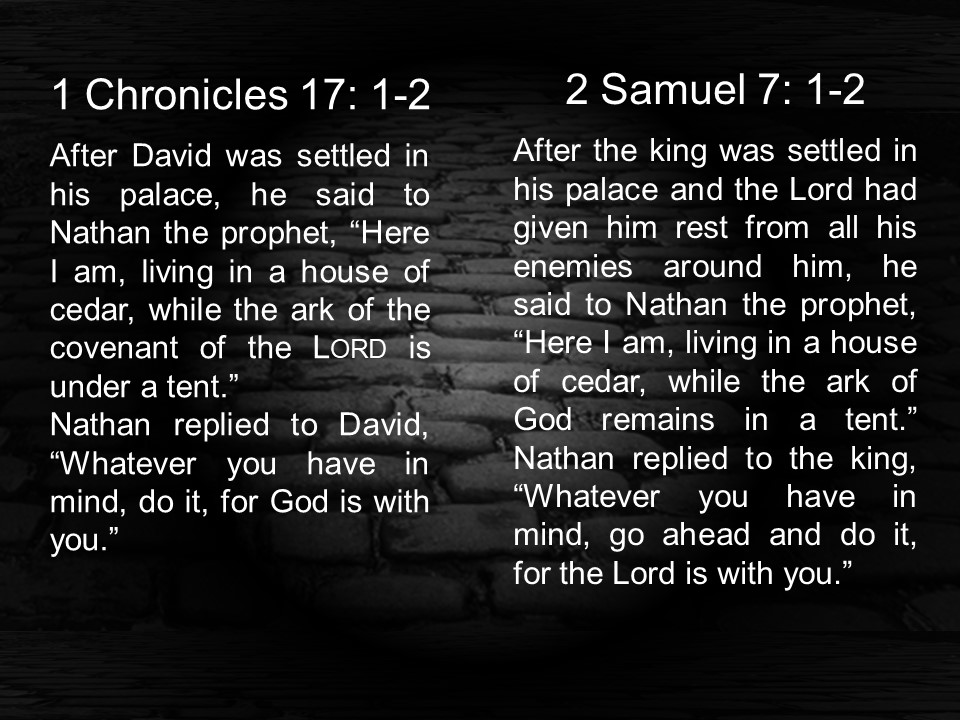 1 Chronicles 17: 1-2
After David was settled in
his palace, he said to
Nathan the prophet, “Here
I am, living in a house of
cedar, while the ark of the
covenant of the LORD is
under a tent.”
Nathan replied to David,
“Whatever you have in
mind, do it, for God is with
you.”
2 Samuel 7: 1-2
After the king was settled in
his palace and the Lord had
given him rest from all his
enemies around him, he
said to Nathan the prophet,
“Here I am, living in a house
of cedar, while the ark of
God remains in a tent.”
Nathan replied to the king,
“Whatever you have in
mind, go ahead and do it,
for the Lord is with you.”